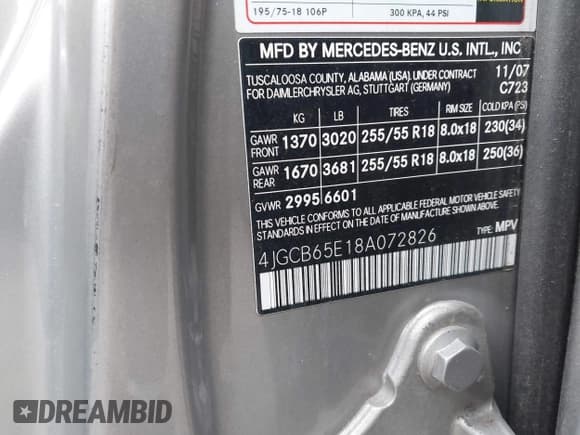 195/75-18 106P
300 KPA, 44 PSI
MFD BY MERCEDES-BENZ U.S. INTL., INC
TUSCALOOSA COUNTY, ALABAMA (USA). UNDER CONTRACT 11/07
FOR DAIMLERCHRYSLER AG, STUTTGART (GERMANY) C723
KG LB TIRES RIM SIZE COLD KPA (PSI)
GAWR FRONT 1370 3020 255/55 R18 8.0x18 230(34)
GAWR REAR 1670 3681 255/55 R18 8.0x18 250(36)
GVWR 2995 6601
THIS VEHICLE CONFORMS TO ALL APPLICABLE FEDERAL MOTOR VEHICLE SAFETY
IN EFFECT ON THE DATE OF MANUFACTURE SHOWN ABOVE.
4JGCB65E18A072826 TYPE: MPV
DREAMBID